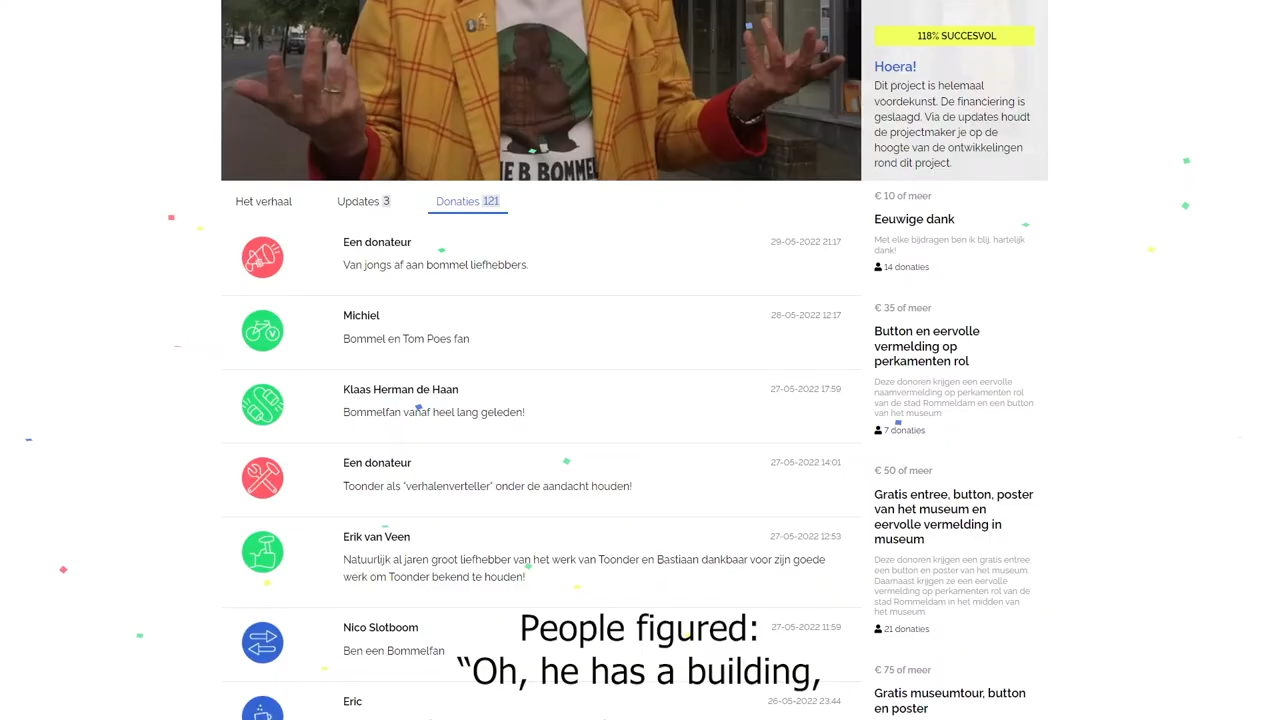 IE B BOMMEL
118% SUCCESVOL
Hoera!
Dit project is helemaal
voordekunst. De financiering is
geslaagd. Via de updates houdt
de projectmaker je op de
hoogte van de ontwikkelingen
rond dit project.
Het verhaal Updates 3 Donaties 121
Een donateur 29-05-2022 21:17
Van jongs af aan bommel liefhebbers.
Michiel 28-05-2022 12:17
Bommel en Tom Poes fan
Klaas Herman de Haan 27-05-2022 17:59
Bommelfan vanaf heel lang geleden!
Een donateur 27-05-2022 14:01
Toonder als "verhalenverteller" onder de aandacht houden!
Erik van Veen 27-05-2022 12:53
Natuurlijk al jaren groot liefhebber van het werk van Toonder en Bastiaan dankbaar voor zijn goede
werk om Toonder bekend te houden!
Nico Slotboom 27-05-2022 11:59
Ben een Bommelfan
Eric 26-05-2022 23:44
€ 10 of meer
Eeuwige dank
Met elke bijdragen ben ik blij, hartelijk
dank!
14 donaties
€ 35 of meer
Button en eervolle
vermelding op
perkamenten rol
Deze donoren krijgen een eervolle
naamvermelding op perkamenten rol
van de stad Rommeldam en een button
van het museum
7 donaties
€ 50 of meer
Gratis entree, button, poster
van het museum en
eervolle vermelding in
museum
Deze donoren krijgen een gratis entree,
een button en poster van het museum.
Daarnaast krijgen ze een eervolle
vermelding op perkamenten rol van de
stad Rommeldam in het midden van
het museum.
21 donaties
€ 75 of meer
Gratis museumtour, button
en poster
People figured:
“Oh, he has a building,